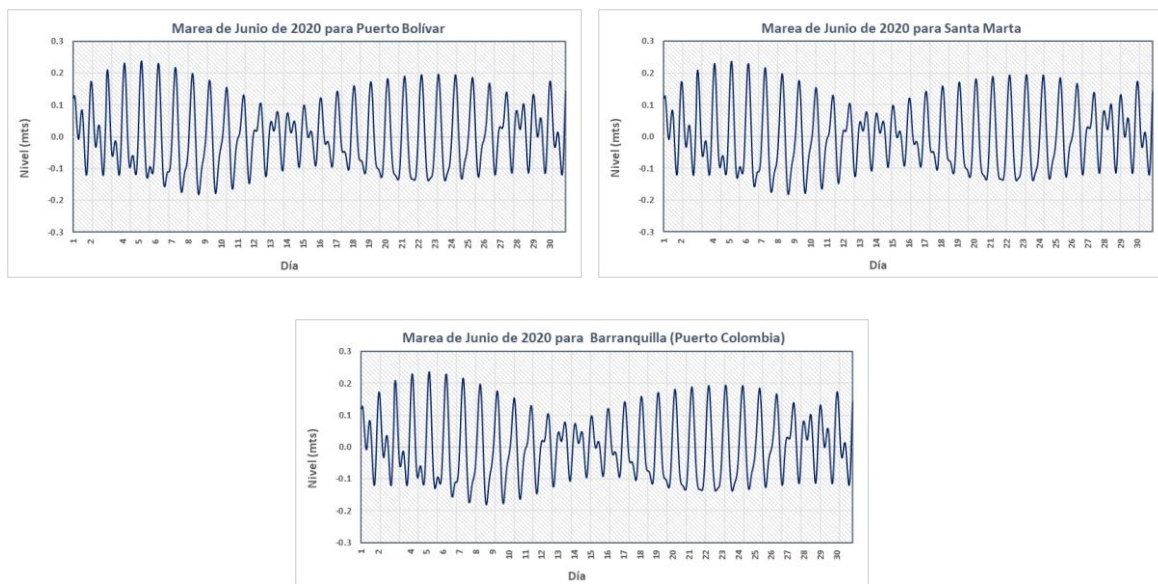 Marea de Junio de 2020 para Puerto Bolívar
0.3
0.2
0.1
0.0
-0.1
-0.2
-0.3
Nivel (mts)
1 2 4 5 6 7 8 9 10 11 12 13 14 15 16 17 18 19 20 21 22 23 24 25 26 27 28 29 30
Día
Marea de Junio de 2020 para Santa Marta
0.3
0.2
0.1
0.0
-0.1
-0.2
-0.3
Nivel (mts)
1 2 4 5 6 7 8 9 10 11 12 13 14 15 16 17 18 19 20 21 22 23 24 25 26 27 28 29 30
Día
Marea de Junio de 2020 para Barranquilla (Puerto Colombia)
0.3
0.2
0.1
0.0
-0.1
-0.2
-0.3
Nivel (mts)
1 2 4 5 6 7 8 9 10 11 12 13 14 15 16 17 18 19 20 21 22 23 24 25 26 27 28 29 30
Día